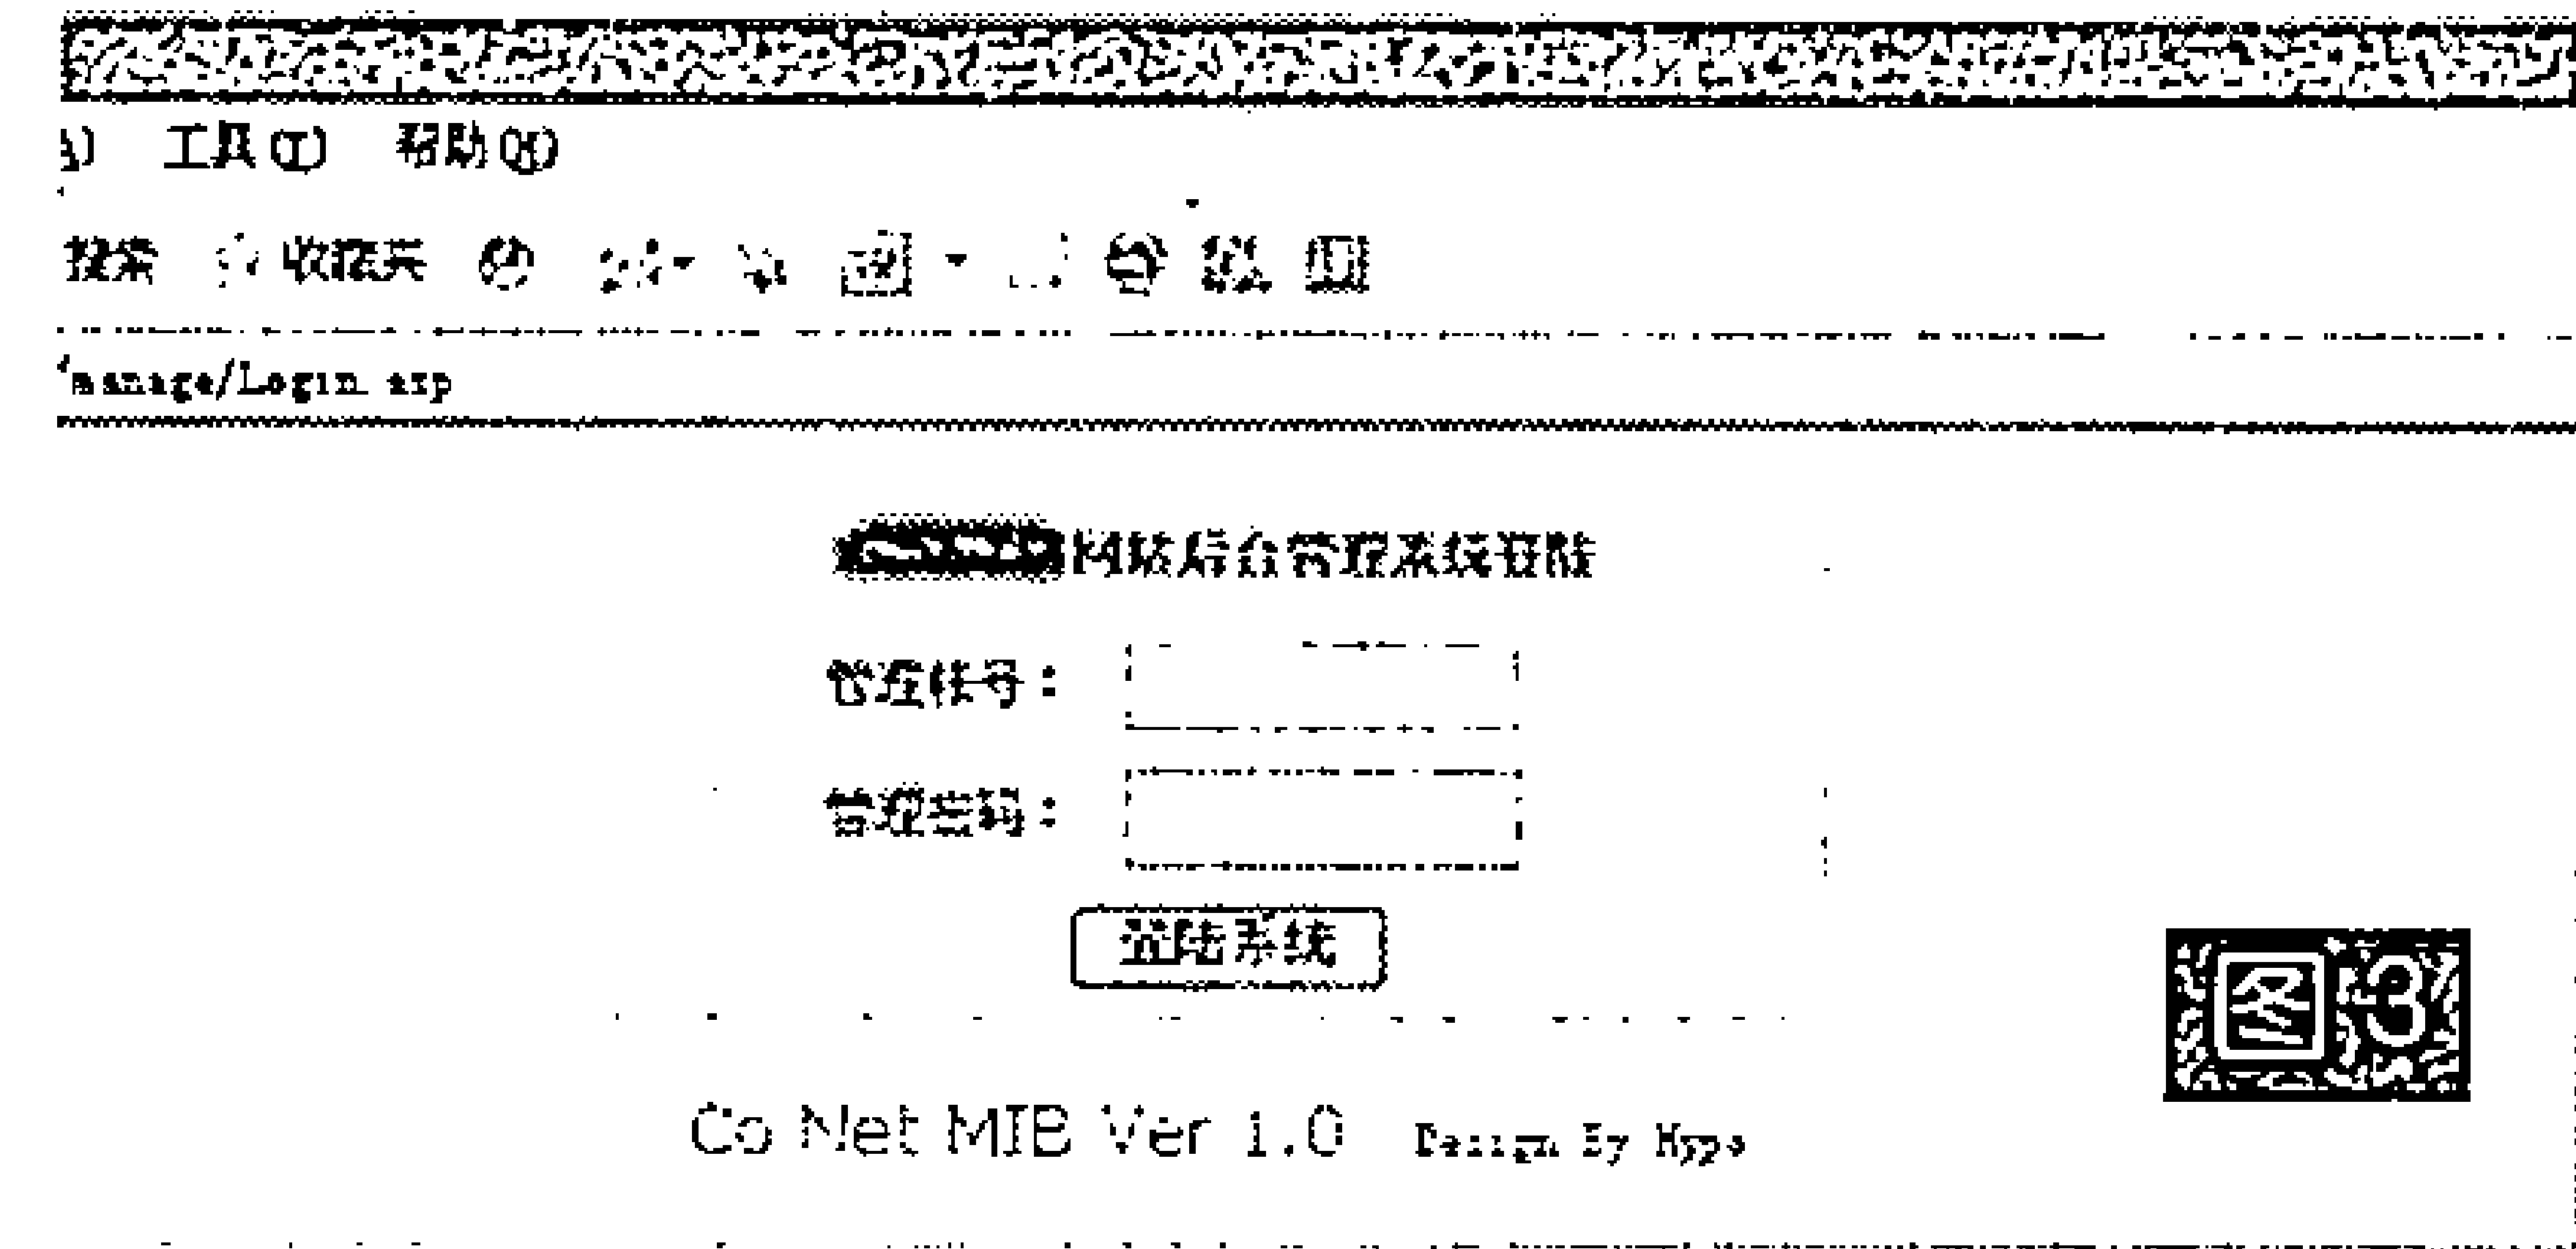 A) 工具(T) 帮助(H)
搜索 收藏夹
manage/Login asp
网站后台管理系统登陆
管理帐号：
管理密码：
登陆系统
图3
Co Net MIB Ver 1.0 Design By Hypo